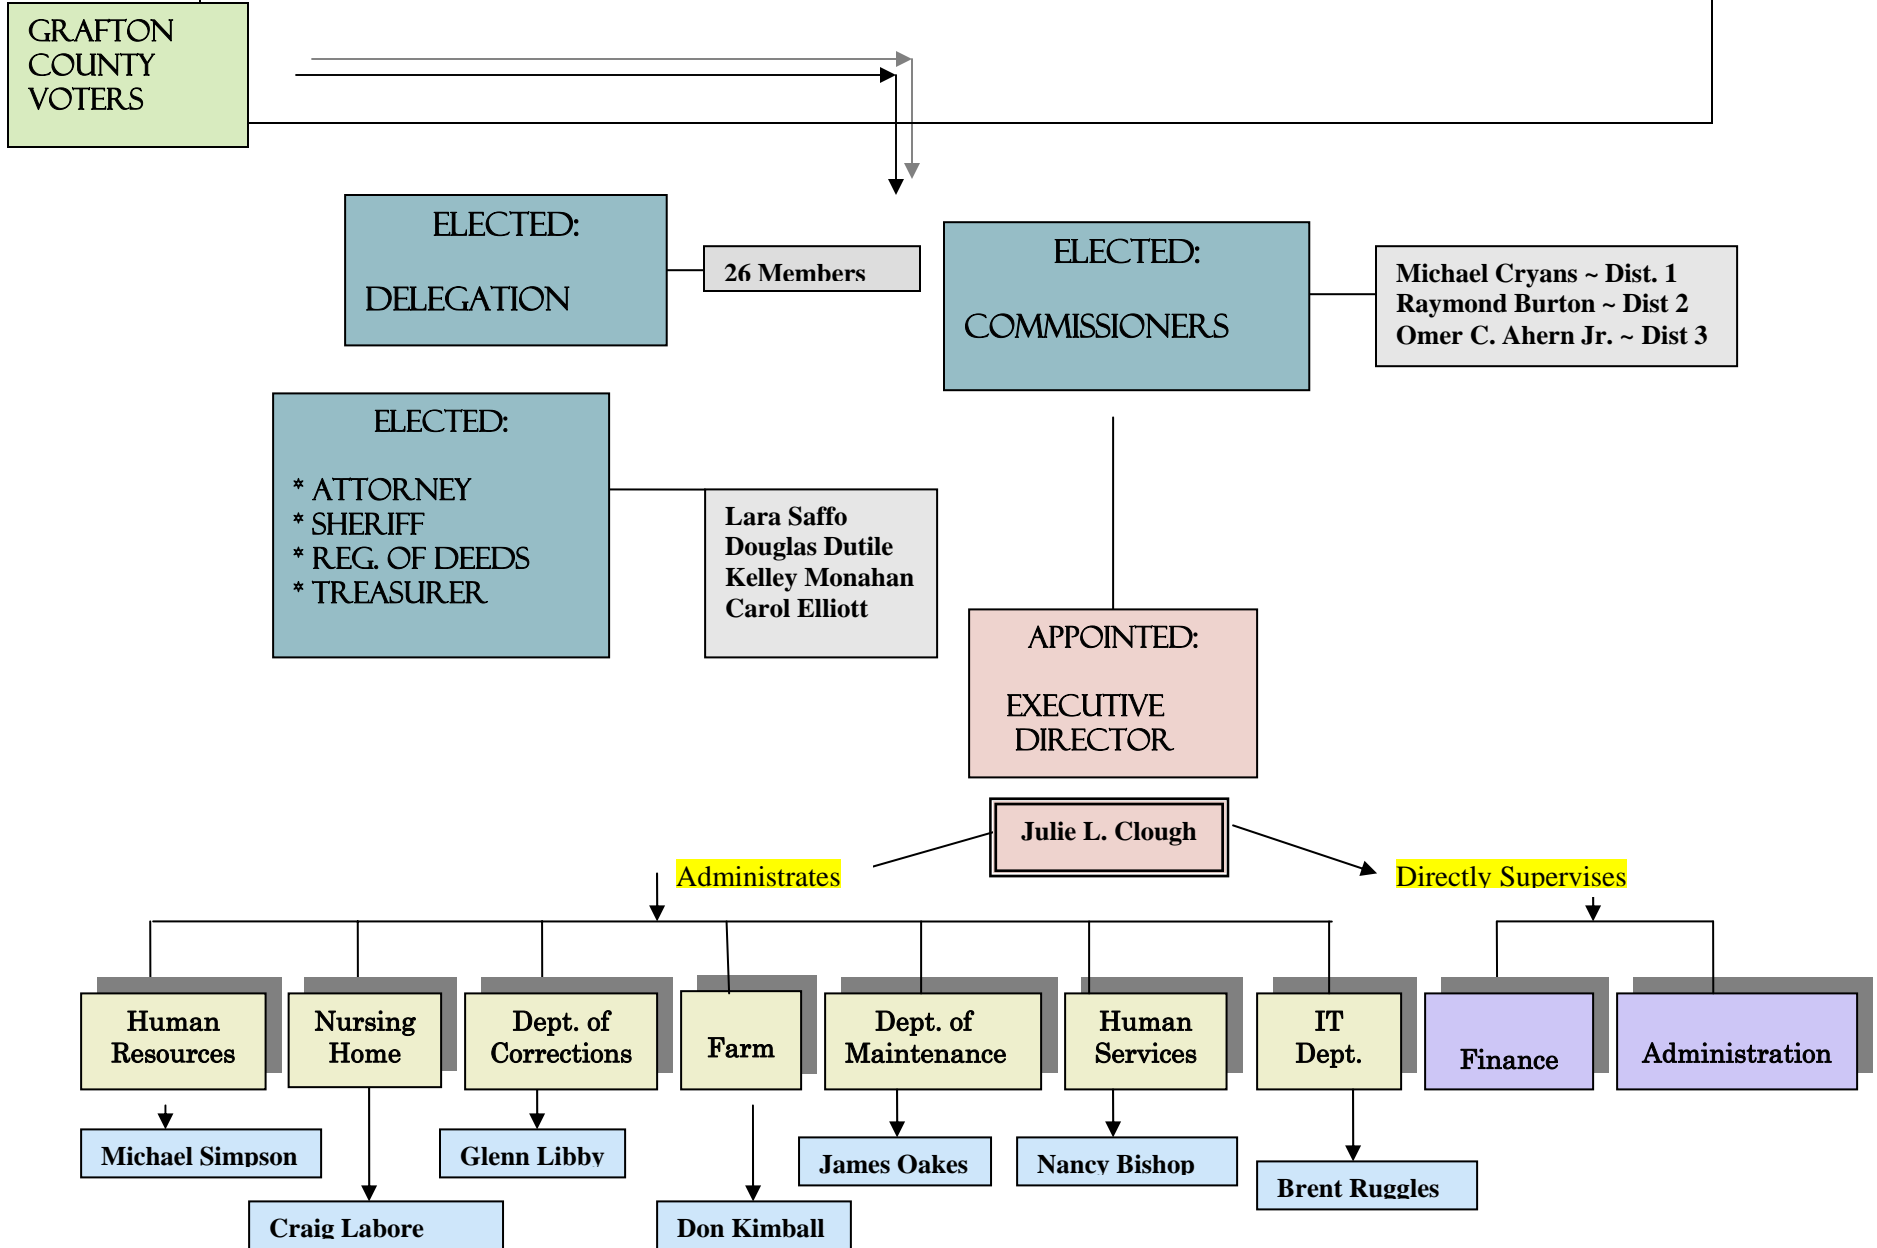 GRAFTON
COUNTY
VOTERS
ELECTED:
DELEGATION
26 Members
ELECTED:
COMMISSIONERS
Michael Cryans ~ Dist. 1
Raymond Burton ~ Dist 2
Omer C. Ahern Jr. ~ Dist 3
ELECTED:
* ATTORNEY
* SHERIFF
* REG. OF DEEDS
* TREASURER
Lara Saffo
Douglas Dutile
Kelley Monahan
Carol Elliott
APPOINTED:
EXECUTIVE
DIRECTOR
Julie L. Clough
Administrates
Directly Supervises
Human
Resources
Nursing
Home
Dept. of
Corrections
Farm
Dept. of
Maintenance
Human
Services
IT
Dept.
Finance
Administration
Michael Simpson
Craig Labore
Glenn Libby
Don Kimball
James Oakes
Nancy Bishop
Brent Ruggles